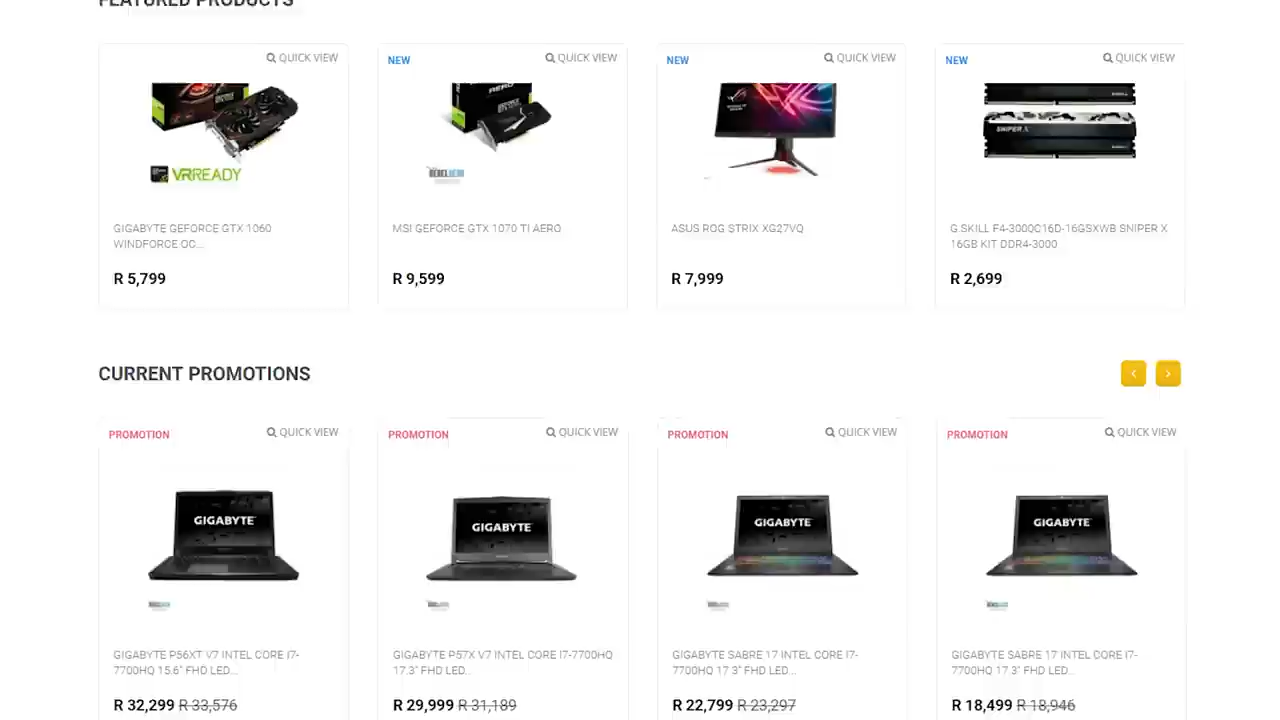 FEATURED PRODUCTS
QUICK VIEW
VR READY
GIGABYTE GEFORCE GTX 1060
WINDFORCE OC...
R 5,799
NEW
QUICK VIEW
MSI GEFORCE GTX 1070 TI AERO
R 9,599
NEW
QUICK VIEW
ASUS ROG STRIX XG27VQ
R 7,999
NEW
QUICK VIEW
SNIPER X
G.SKILL F4-3000C16D-16GSXWB SNIPER X
16GB KIT DDR4-3000
R 2,699
CURRENT PROMOTIONS
PROMOTION
QUICK VIEW
GIGABYTE
GIGABYTE P56XT V7 INTEL CORE I7-
7700HQ 15.6" FHD LED...
R 32,299 R 33,576
PROMOTION
QUICK VIEW
GIGABYTE
GIGABYTE P57X V7 INTEL CORE I7-7700HQ
17.3" FHD LED...
R 29,999 R 31,189
PROMOTION
QUICK VIEW
GIGABYTE
GIGABYTE SABRE 17 INTEL CORE I7-
7700HQ 17.3" FHD LED...
R 22,799 R 23,297
PROMOTION
QUICK VIEW
GIGABYTE
GIGABYTE SABRE 17 INTEL CORE I7-
7700HQ 17.3" FHD LED...
R 18,499 R 18,946